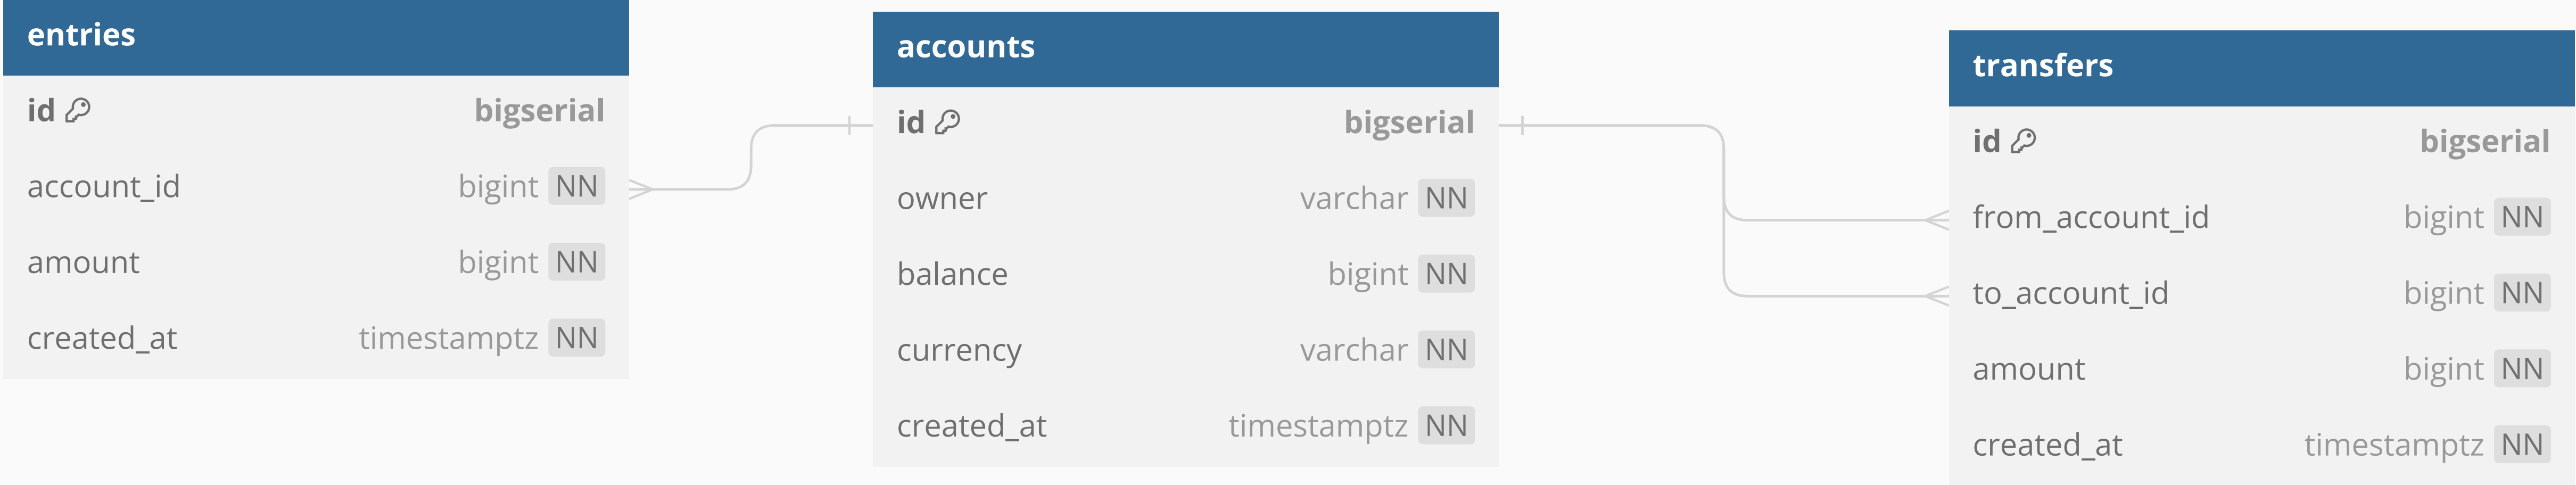 entries
id bigserial
account_id bigint NN
amount bigint NN
created_at timestamptz NN
accounts
id bigserial
owner varchar NN
balance bigint NN
currency varchar NN
created_at timestamptz NN
transfers
id bigserial
from_account_id bigint NN
to_account_id bigint NN
amount bigint NN
created_at timestamptz NN